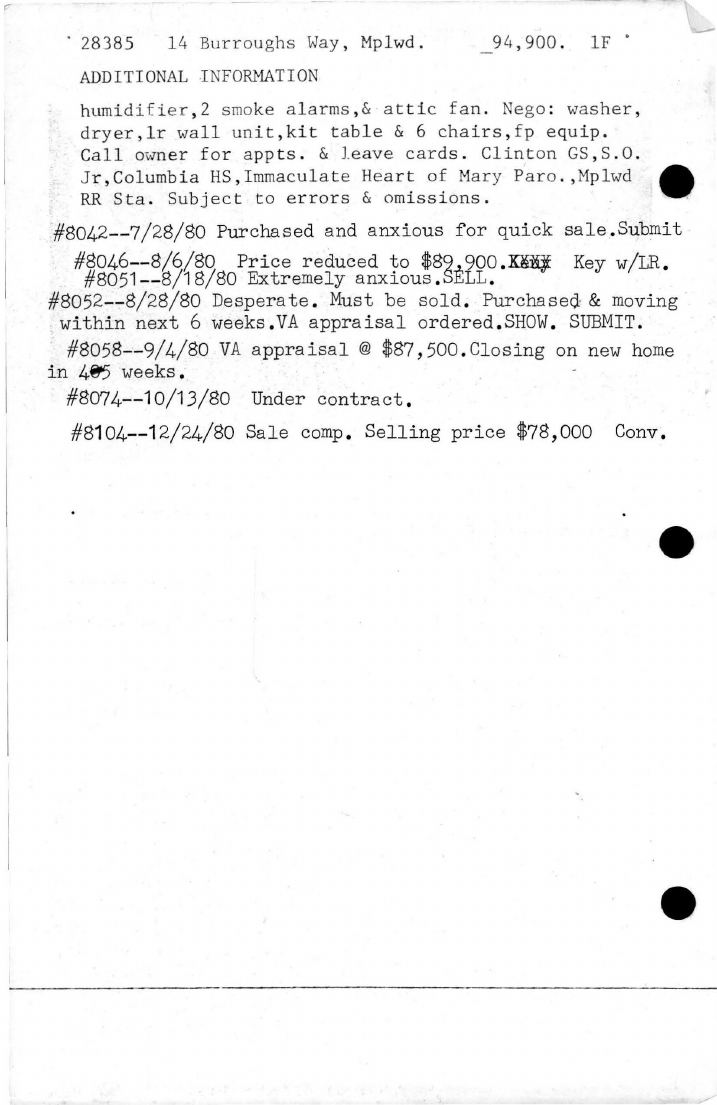 28385 14 Burroughs Way, Mplwd. 94,900. 1F
ADDITIONAL INFORMATION
humidifier,2 smoke alarms,& attic fan. Nego: washer,
dryer,lr wall unit,kit table & 6 chairs,fp equip.
Call owner for appts. & leave cards. Clinton GS,S.O.
Jr,Columbia HS,Immaculate Heart of Mary Paro.,Mplwd
RR Sta. Subject to errors & omissions.
#8042--7/28/80 Purchased and anxious for quick sale.Submit
#8046--8/6/80 Price reduced to $89,900. Key w/LR.
#8051--8/18/80 Extremely anxious.SELL.
#8052--8/28/80 Desperate. Must be sold. Purchased & moving
within next 6 weeks.VA appraisal ordered.SHOW. SUBMIT.
#8058--9/4/80 VA appraisal @ $87,500.Closing on new home
in 4-5 weeks.
#8074--10/13/80 Under contract.
#8104--12/24/80 Sale comp. Selling price $78,000 Conv.